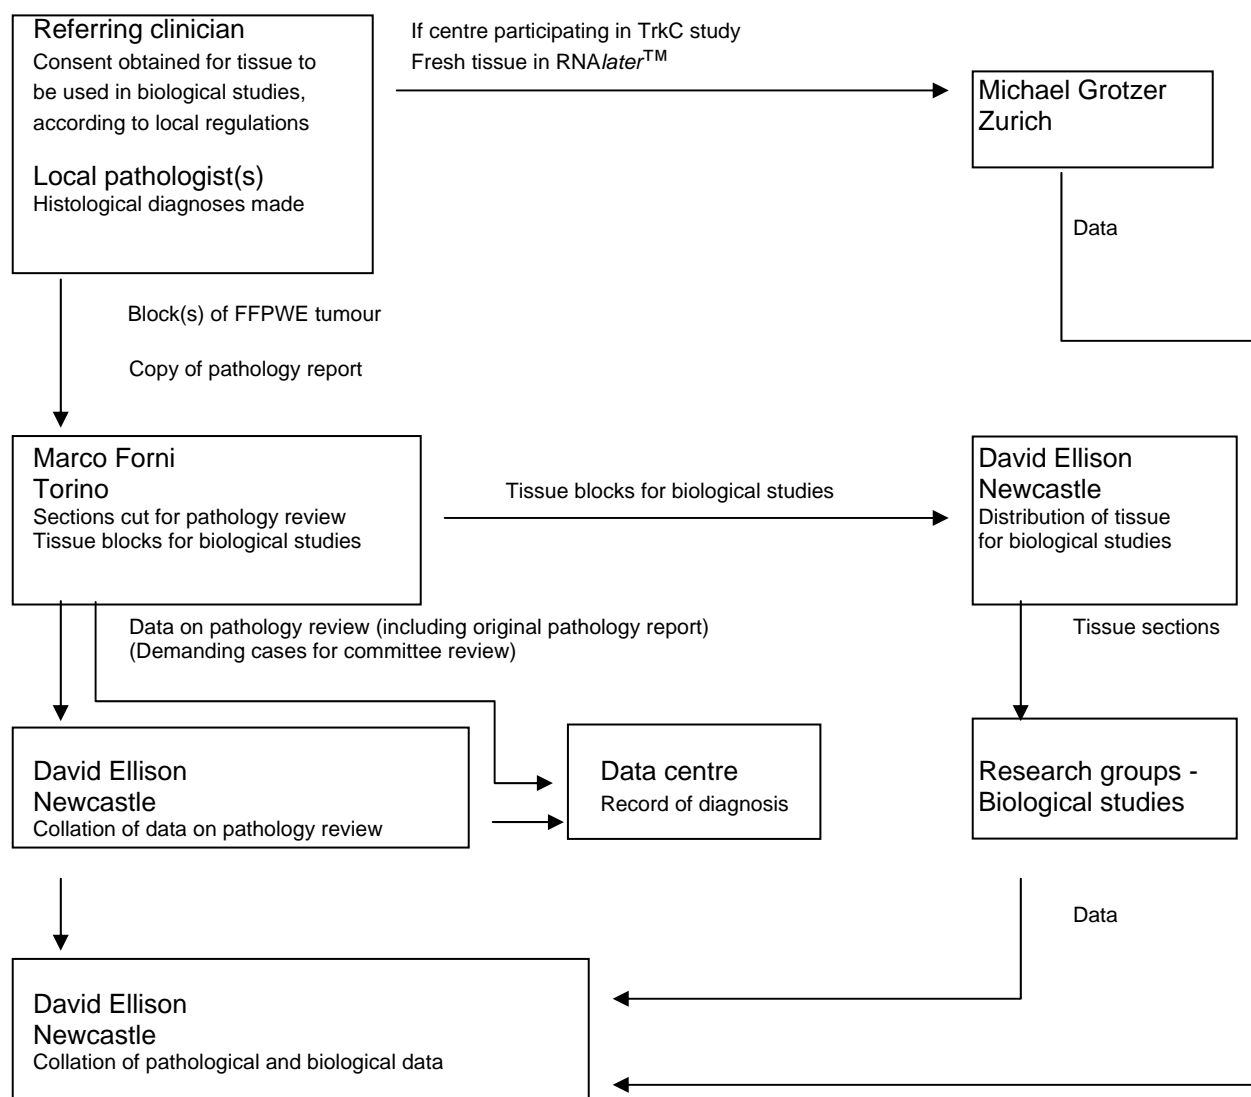 Referring clinician
Consent obtained for tissue to
be used in biological studies,
according to local regulations
Local pathologist(s)
Histological diagnoses made
If centre participating in TrkC study
Fresh tissue in RNAlater™
Michael Grotzer
Zurich
Data
Block(s) of FFPWE tumour
Copy of pathology report
Marco Forni
Torino
Sections cut for pathology review
Tissue blocks for biological studies
Tissue blocks for biological studies
David Ellison
Newcastle
Distribution of tissue
for biological studies
Data on pathology review (including original pathology report)
(Demanding cases for committee review)
Tissue sections
David Ellison
Newcastle
Collation of data on pathology review
Data centre
Record of diagnosis
Research groups -
Biological studies
Data
David Ellison
Newcastle
Collation of pathological and biological data